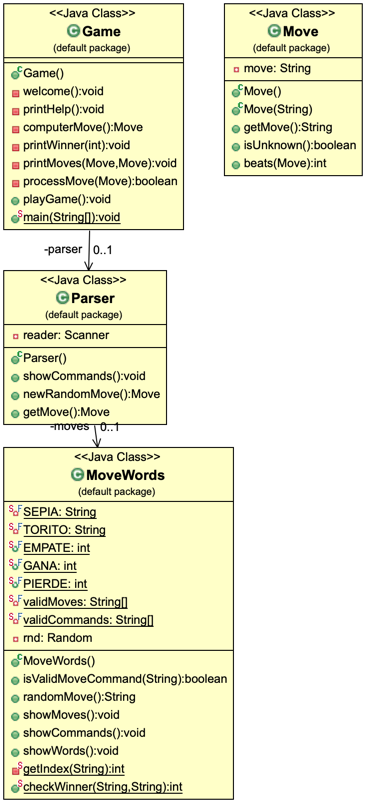 <<Java Class>>
Game
(default package)
Game()
welcome():void
printHelp():void
computerMove():Move
printWinner(int):void
printMoves(Move,Move):void
processMove(Move):boolean
playGame():void
main(String[]):void
<<Java Class>>
Move
(default package)
move: String
Move()
Move(String)
getMove():String
isUnknown():boolean
beats(Move):int
-parser 0..1
<<Java Class>>
Parser
(default package)
reader: Scanner
Parser()
showCommands():void
newRandomMove():Move
getMove():Move
-moves 0..1
<<Java Class>>
MoveWords
(default package)
SEPIA: String
TORITO: String
EMPATE: int
GANA: int
PIERDE: int
validMoves: String[]
validCommands: String[]
rnd: Random
MoveWords()
isValidMoveCommand(String):boolean
randomMove():String
showMoves():void
showCommands():void
showWords():void
getIndex(String):int
checkWinner(String,String):int